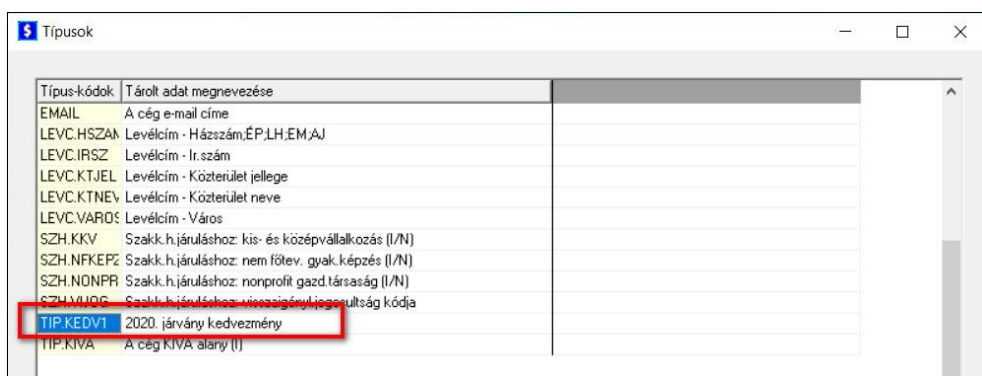 Típusok
Típus-kódok Tárolt adat megnevezése
EMAIL A cég e-mail címe
LEVC.HSZAM Levélcím - Házszám;ÉP;LH;EM;AJ
LEVC.IRSZ Levélcím - Ir.szám
LEVC.KTJEL Levélcím - Közterület jellege
LEVC.KTNEV Levélcím - Közterület neve
LEVC.VAROS Levélcím - Város
SZH.KKV Szakk.h.járuláshoz: kis- és középvállalkozás (I/N)
SZH.NFKEPZ Szakk.h.járuláshoz: nem főtev. gyak.képzés (I/N)
SZH.NONPR Szakk.h.járuláshoz: nonprofit gazd.társaság (I/N)
SZH.VIJOG Szakk.h.járuláshoz: visszaigényl.jogosultság kódja
TIP.KEDV1 2020. járvány kedvezmény
TIP.KIVA A cég KIVA alany (I)